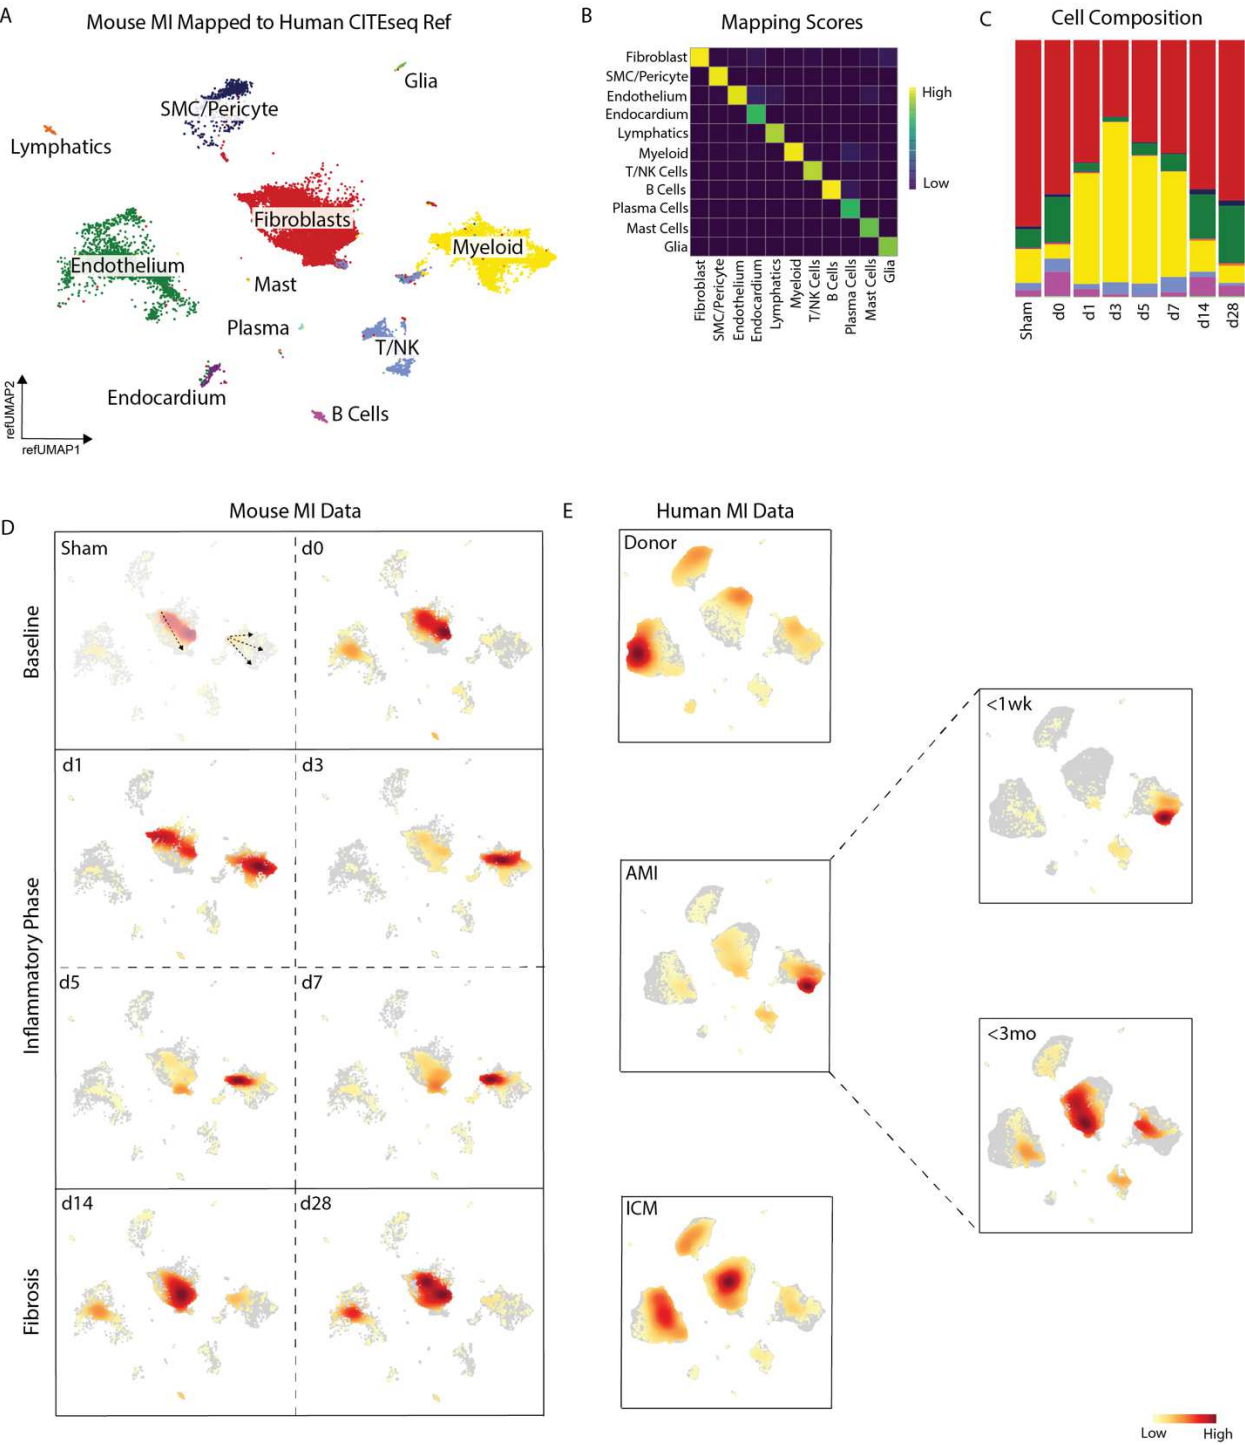 A
Mouse MI Mapped to Human CITEseq Ref
Glia
SMC/Pericyte
Lymphatics
Fibroblasts
Myeloid
Endothelium
Mast
Plasma
T/NK
Endocardium
B Cells
refUMAP2
refUMAP1
B
Mapping Scores
Fibroblast
SMC/Pericyte
Endothelium
Endocardium
Lymphatics
Myeloid
T/NK Cells
B Cells
Plasma Cells
Mast Cells
Glia
Fibroblast
SMC/Pericyte
Endothelium
Endocardium
Lymphatics
Myeloid
T/NK Cells
B Cells
Plasma Cells
Mast Cells
Glia
High
Low
C
Cell Composition
Sham
d0
d1
d3
d5
d7
d14
d28
D
Mouse MI Data
Baseline
Sham
d0
Inflammatory Phase
d1
d3
d5
d7
Fibrosis
d14
d28
E
Human MI Data
Donor
<1wk
AMI
<3mo
ICM
Low
High